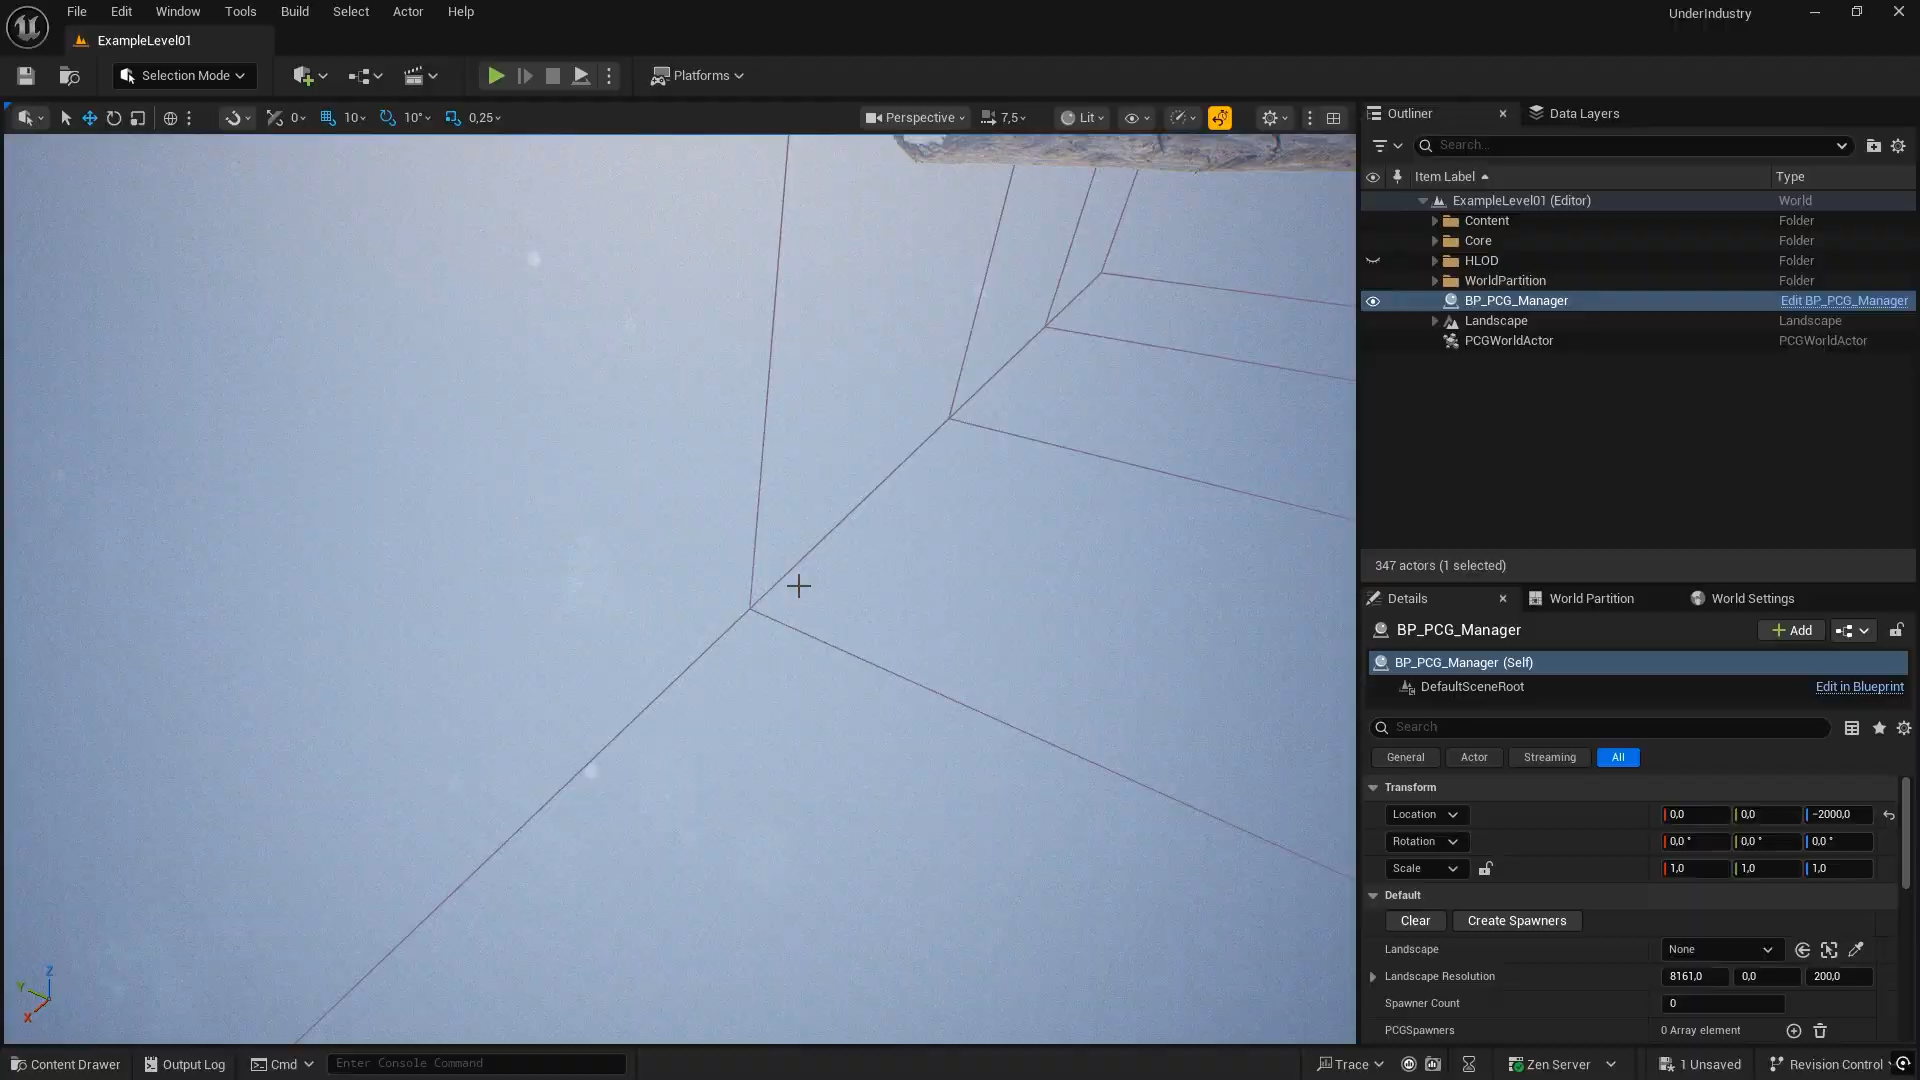 File Edit Window Tools Build Select Actor Help
UnderIndustry
ExampleLevel01
Selection Mode
Platforms
0 10 10° 0,25
Perspective 7,5 Lit
Outliner
Data Layers
Search...
Item Label Type
ExampleLevel01 (Editor) World
Content Folder
Core Folder
HLOD Folder
WorldPartition Folder
BP_PCG_Manager Edit BP_PCG_Manager
Landscape Landscape
PCGWorldActor PCGWorldActor
347 actors (1 selected)
Details World Partition World Settings
BP_PCG_Manager
Add
BP_PCG_Manager (Self)
DefaultSceneRoot Edit in Blueprint
Search
General Actor Streaming All
Transform
Location 0,0 0,0 -2000,0
Rotation 0,0 ° 0,0 ° 0,0 °
Scale 1,0 1,0 1,0
Default
Clear Create Spawners
Landscape None
Landscape Resolution 8161,0 0,0 200,0
Spawner Count 0
PCGSpawners 0 Array element
Z
Y
X
Content Drawer Output Log Cmd Enter Console Command Trace Zen Server 1 Unsaved Revision Control